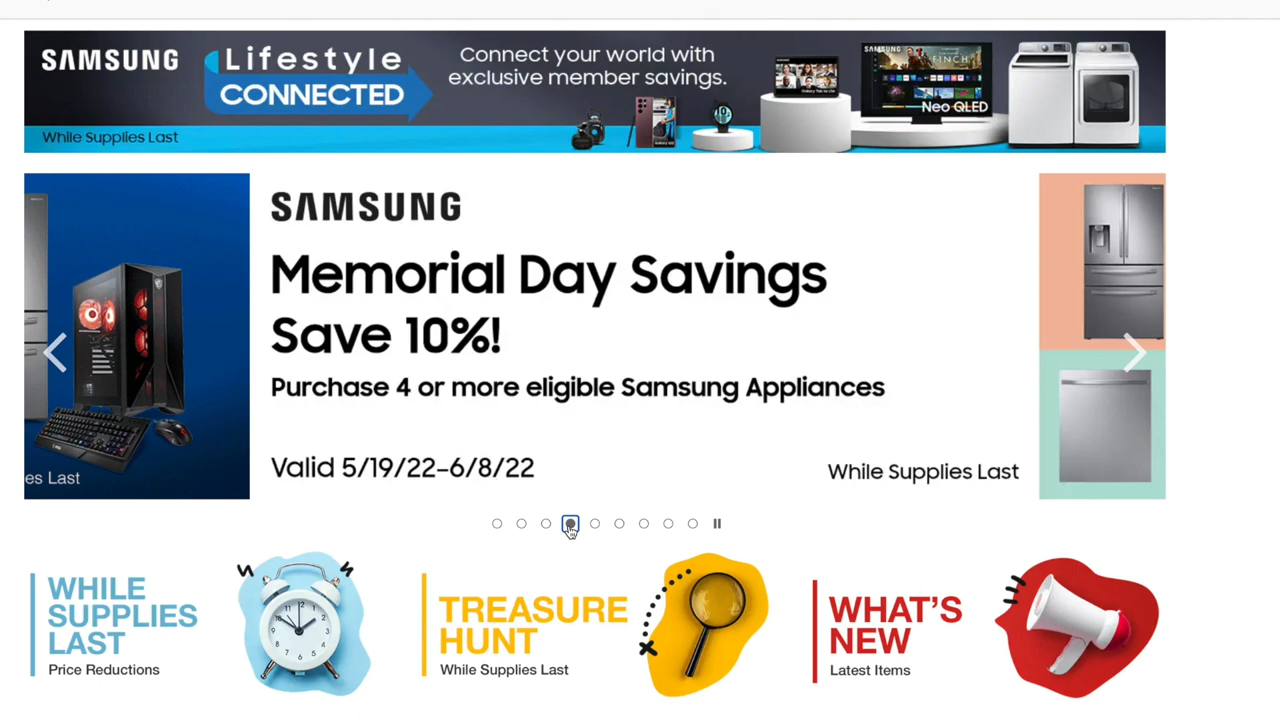 SAMSUNG
Lifestyle
CONNECTED
While Supplies Last
Connect your world with
exclusive member savings.
SAMSUNG
FINCH
Neo QLED
SAMSUNG
Memorial Day Savings
Save 10%!
Purchase 4 or more eligible Samsung Appliances
Valid 5/19/22–6/8/22
While Supplies Last
es Last
WHILE
SUPPLIES
LAST
Price Reductions
TREASURE
HUNT
While Supplies Last
WHAT'S
NEW
Latest Items